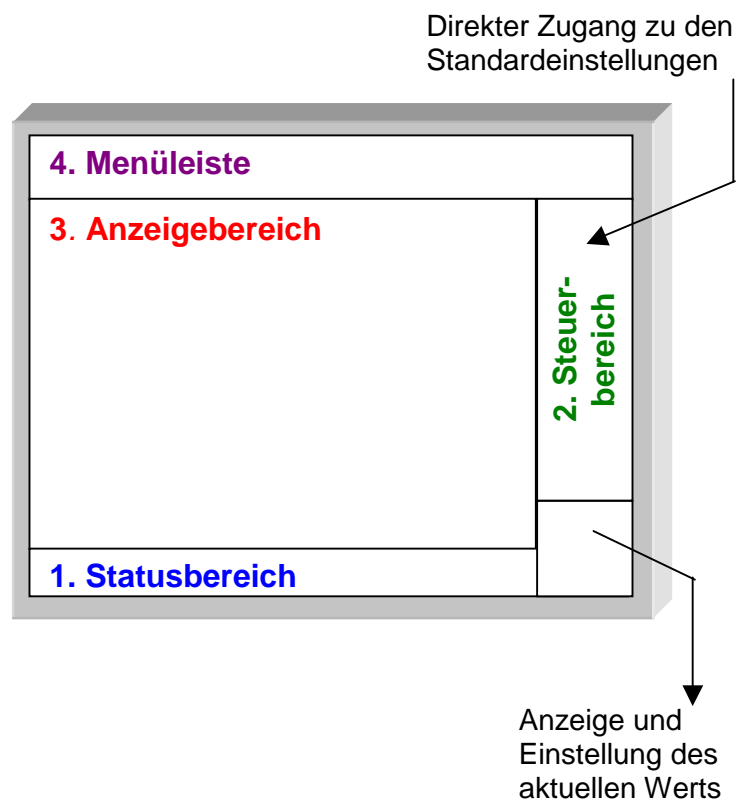 Direkter Zugang zu den
Standardeinstellungen
4. Menüleiste
3. Anzeigebereich
2. Steuer-
bereich
1. Statusbereich
Anzeige und
Einstellung des
aktuellen Werts